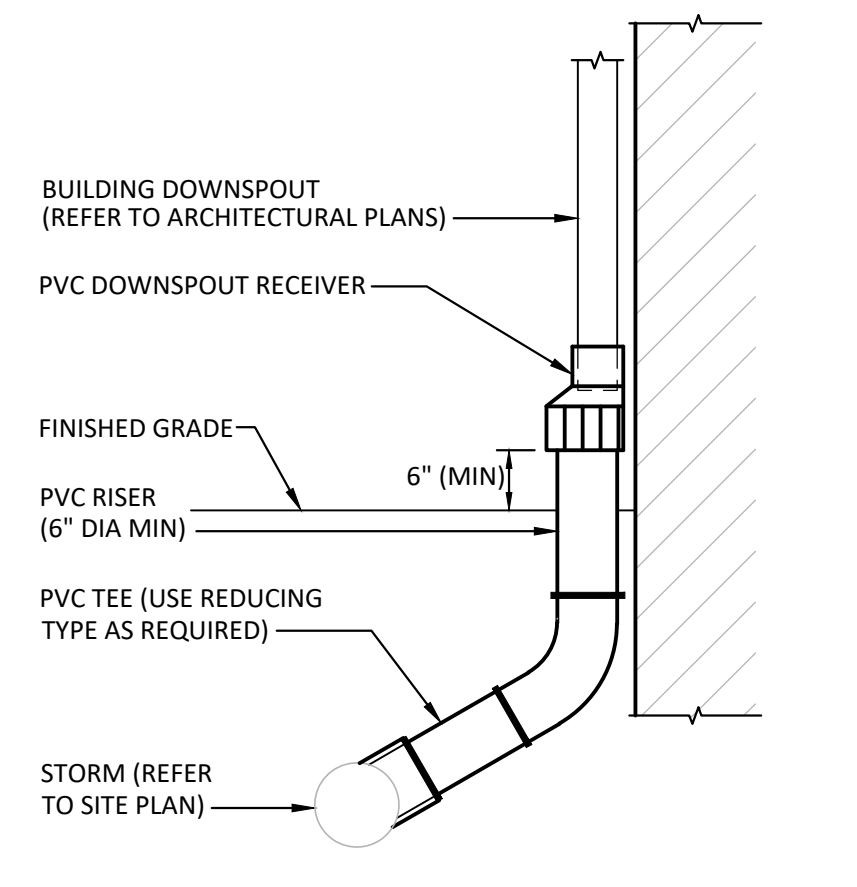 BUILDING DOWNSPOUT
(REFER TO ARCHITECTURAL PLANS)
PVC DOWNSPOUT RECEIVER
FINISHED GRADE
6" (MIN)
PVC RISER
(6" DIA MIN)
PVC TEE (USE REDUCING
TYPE AS REQUIRED)
STORM (REFER
TO SITE PLAN)